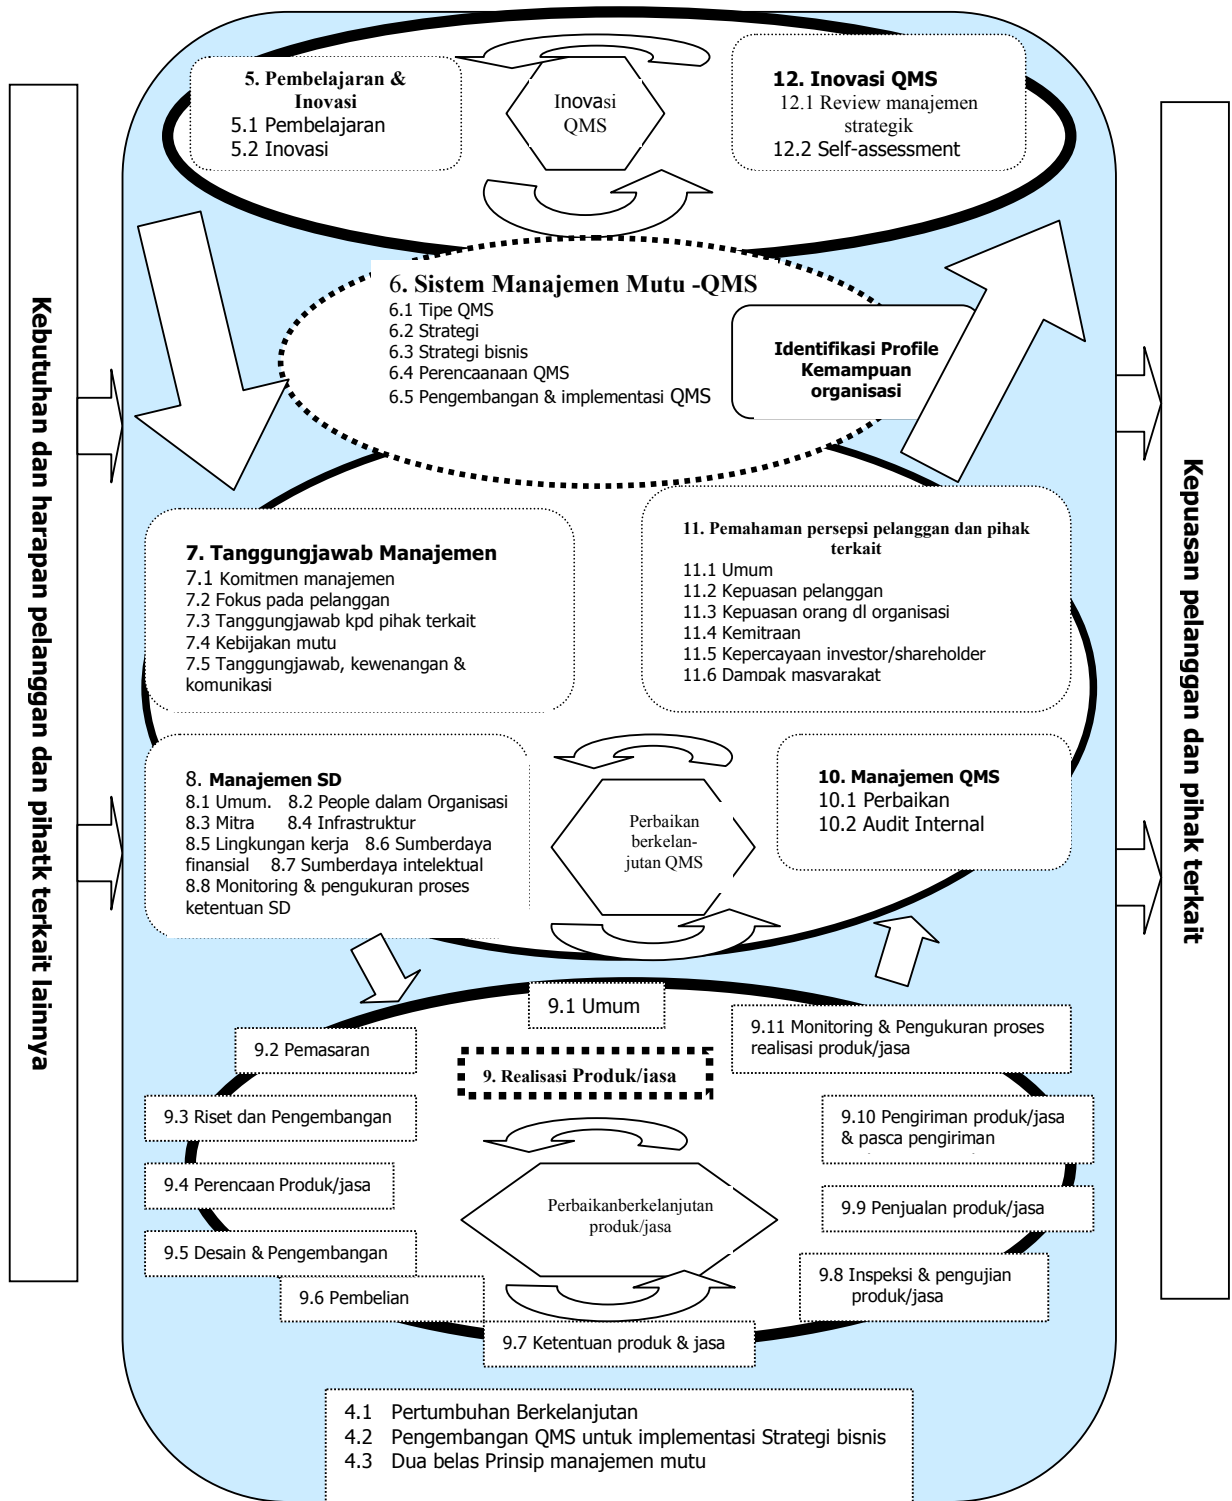 Kebutuhan dan harapan pelanggan dan pihatk terkait lainnya
5. Pembelajaran &
Inovasi
5.1 Pembelajaran
5.2 Inovasi
Inovasi
QMS
12. Inovasi QMS
12.1 Review manajemen
strategik
12.2 Self-assessment
6. Sistem Manajemen Mutu -QMS
6.1 Tipe QMS
6.2 Strategi
6.3 Strategi bisnis
6.4 Perencaanaan QMS
6.5 Pengembangan & implementasi QMS
Identifikasi Profile
Kemampuan
organisasi
7. Tanggungjawab Manajemen
7.1 Komitmen manajemen
7.2 Fokus pada pelanggan
7.3 Tanggungjawab kpd pihak terkait
7.4 Kebijakan mutu
7.5 Tanggungjawab, kewenangan &
komunikasi
11. Pemahaman persepsi pelanggan dan pihak
terkait
11.1 Umum
11.2 Kepuasan pelanggan
11.3 Kepuasan orang dl organisasi
11.4 Kemitraan
11.5 Kepercayaan investor/shareholder
11.6 Dampak masyarakat
8. Manajemen SD
8.1 Umum. 8.2 People dalam Organisasi
8.3 Mitra 8.4 Infrastruktur
8.5 Lingkungan kerja 8.6 Sumberdaya
finansial 8.7 Sumberdaya intelektual
8.8 Monitoring & pengukuran proses
ketentuan SD
Perbaikan
berkelan-
jutan QMS
10. Manajemen QMS
10.1 Perbaikan
10.2 Audit Internal
9.1 Umum
9.2 Pemasaran
9. Realisasi Produk/jasa
9.11 Monitoring & Pengukuran proses
realisasi produk/jasa
9.3 Riset dan Pengembangan
9.10 Pengiriman produk/jasa
& pasca pengiriman
9.4 Perencaan Produk/jasa
Perbaikanberkelanjutan
produk/jasa
9.9 Penjualan produk/jasa
9.5 Desain & Pengembangan
9.8 Inspeksi & pengujian
produk/jasa
9.6 Pembelian
9.7 Ketentuan produk & jasa
4.1 Pertumbuhan Berkelanjutan
4.2 Pengembangan QMS untuk implementasi Strategi bisnis
4.3 Dua belas Prinsip manajemen mutu
Kepuasan pelanggan dan pihak terkait